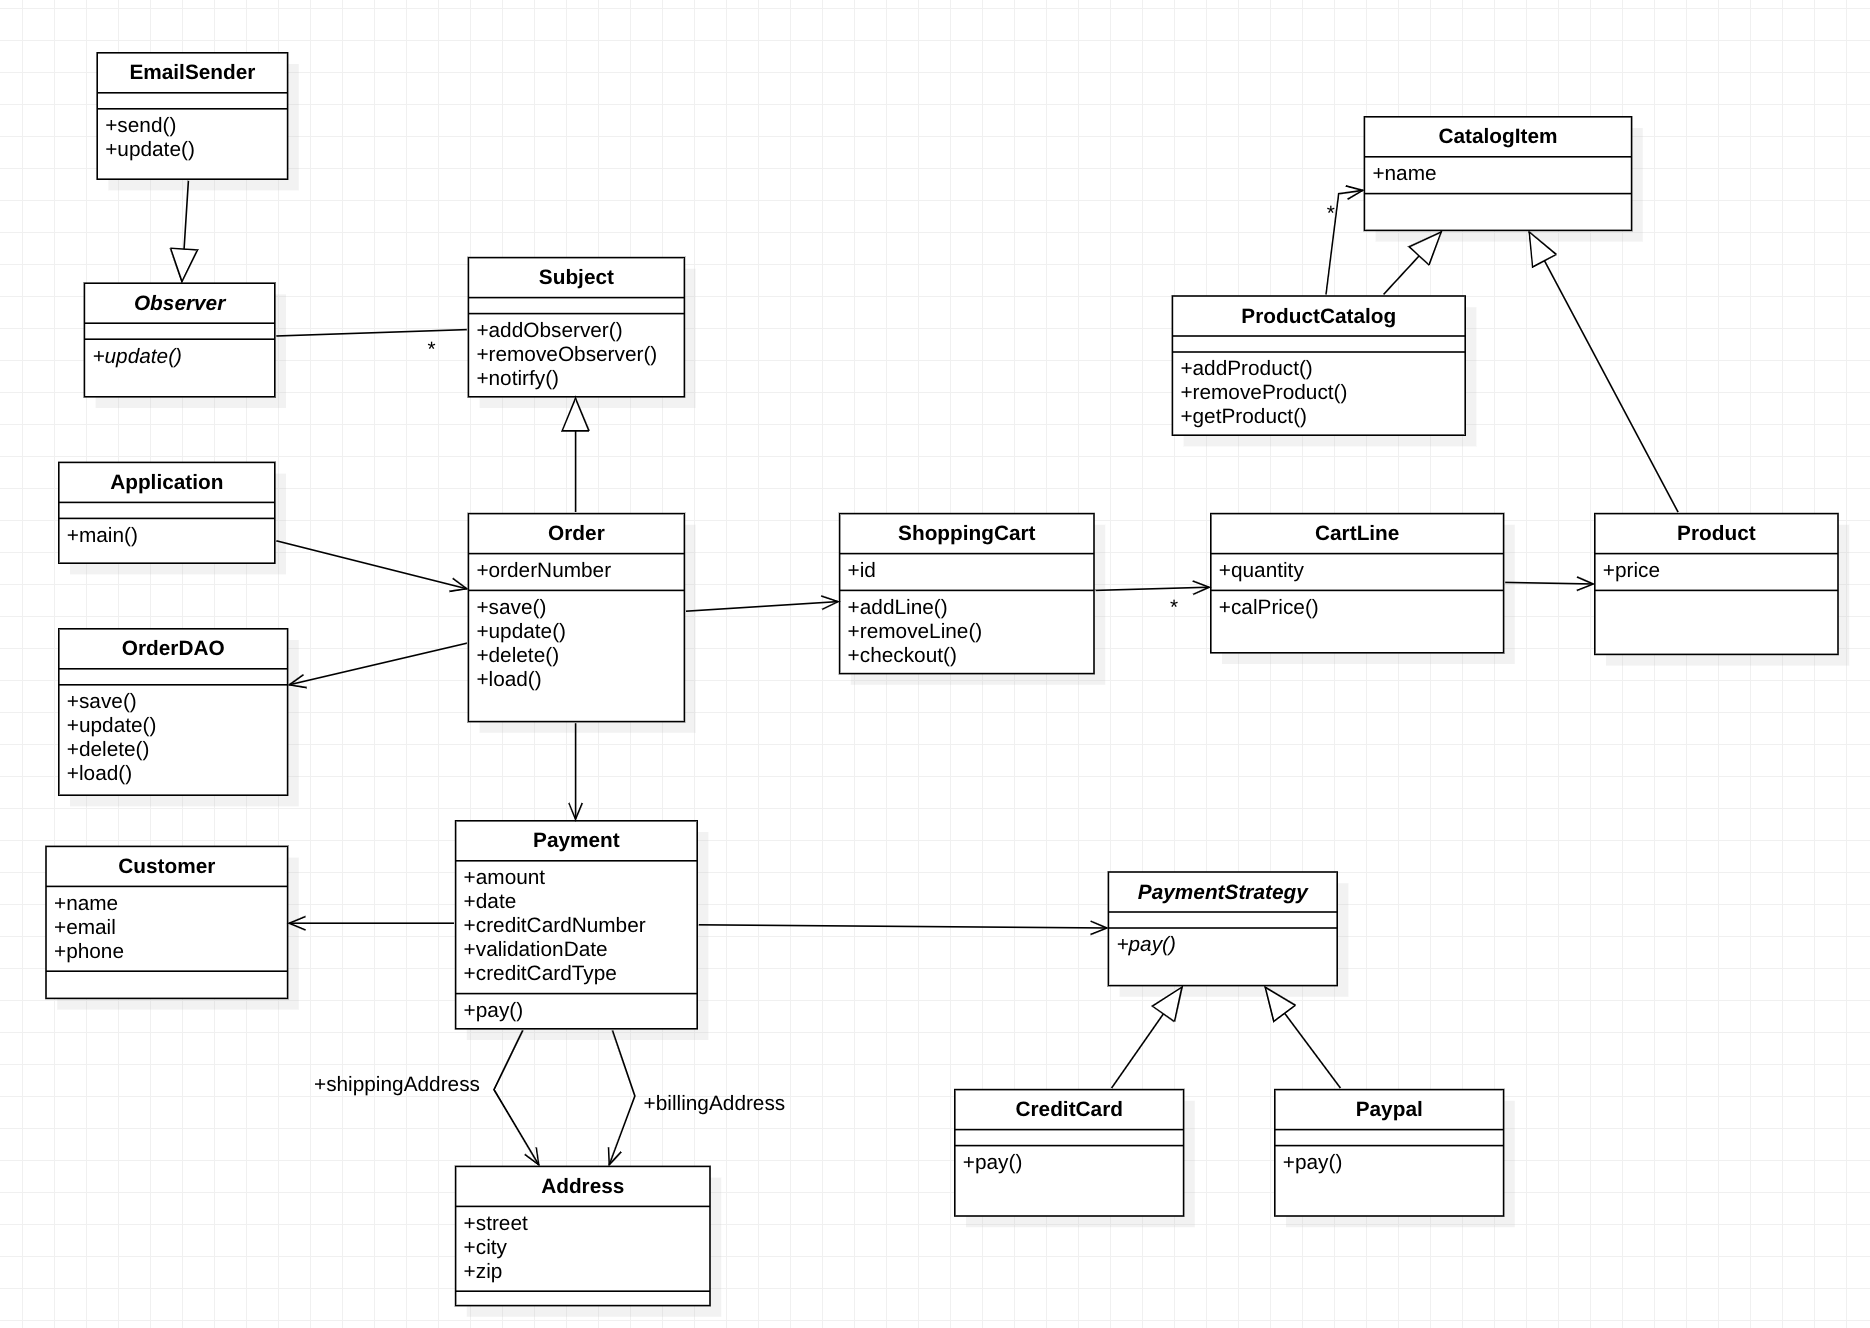 EmailSender
+send()
+update()
CatalogItem
+name
*
Observer
+update()
*
Subject
+addObserver()
+removeObserver()
+notirfy()
ProductCatalog
+addProduct()
+removeProduct()
+getProduct()
Application
+main()
Order
+orderNumber
+save()
+update()
+delete()
+load()
ShoppingCart
+id
+addLine()
+removeLine()
+checkout()
*
CartLine
+quantity
+calPrice()
Product
+price
OrderDAO
+save()
+update()
+delete()
+load()
Customer
+name
+email
+phone
Payment
+amount
+date
+creditCardNumber
+validationDate
+creditCardType
+pay()
PaymentStrategy
+pay()
+shippingAddress
+billingAddress
CreditCard
+pay()
Paypal
+pay()
Address
+street
+city
+zip